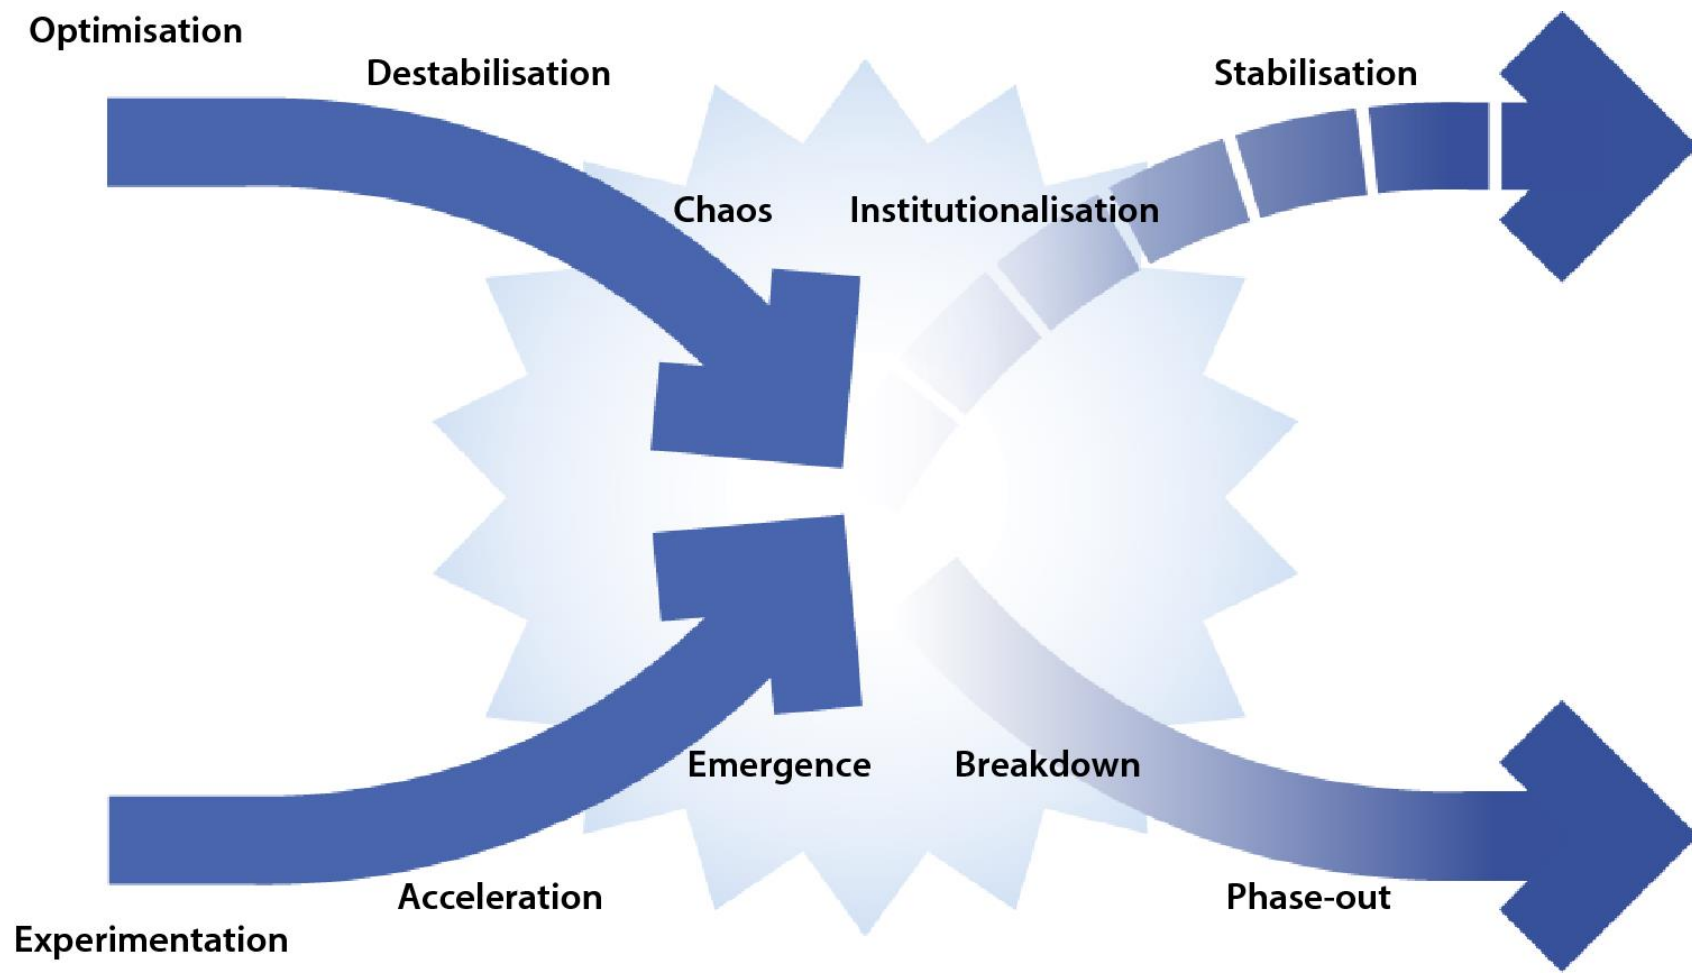 Optimisation
Destabilisation
Stabilisation
Chaos
Institutionalisation
Emergence
Breakdown
Acceleration
Phase-out
Experimentation